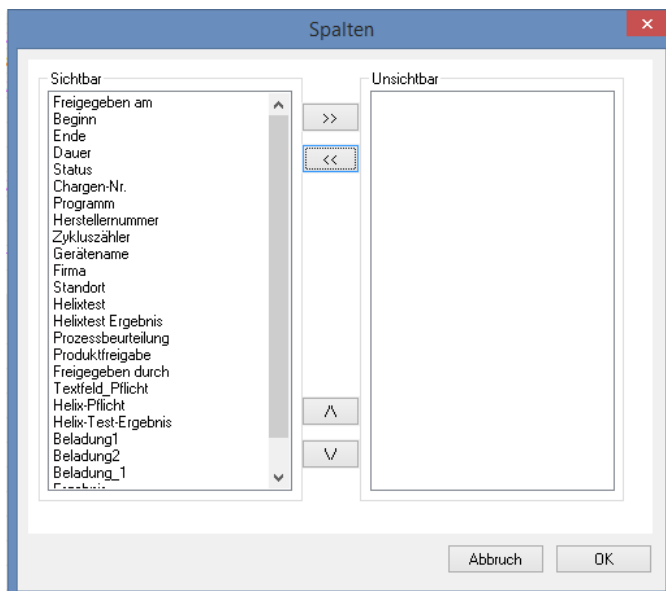 Spalten
Sichtbar
Freigegeben am
Beginn
Ende
Dauer
Status
Chargen-Nr.
Programm
Herstellernummer
Zykluszähler
Gerätename
Firma
Standort
Helixtest
Helixtest Ergebnis
Prozessbeurteilung
Produktfreigabe
Freigegeben durch
Textfeld_Pflicht
Helix-Pflicht
Helix-Test-Ergebnis
Beladung1
Beladung2
Beladung_1
>>
<<
/\
\/
Unsichtbar
Abbruch
OK